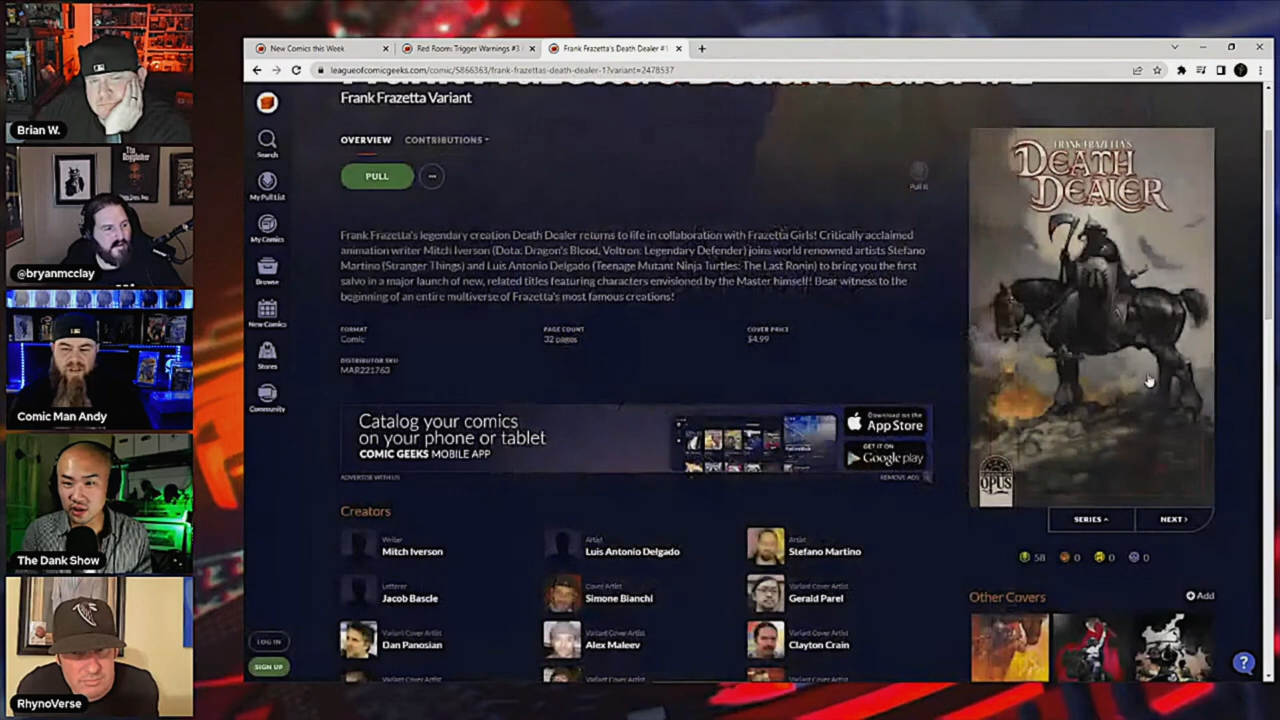 Brian W.
@bryanmcclay
Comic Man Andy
The Dank Show
RhynoVerse
New Comics this Week
Red Room: Trigger Warnings #3
Frank Frazetta's Death Dealer #1
leagueofcomicgeeks.com/comic/5866363/frank-frazettas-death-dealer-1?variant=2478537
Search
My Pull List
My Comics
Browse
New Comics
Stores
Community
LOG IN
SIGN UP
Frank Frazetta Variant
OVERVIEW CONTRIBUTIONS
PULL
Pull It
Frank Frazetta's legendary creation Death Dealer returns to life in collaboration with Frazetta Girls! Critically acclaimed
animation writer Mitch Iverson (Dota: Dragon's Blood, Voltron: Legendary Defender) joins world renowned artists Stefano
Martino (Stranger Things) and Luis Antonio Delgado (Teenage Mutant Ninja Turtles: The Last Ronin) to bring you the first
salvo in a major launch of new, related titles featuring characters envisioned by the Master himself! Bear witness to the
beginning of an entire multiverse of Frazetta's most famous creations!
FORMAT
Comic
PAGE COUNT
32 pages
COVER PRICE
$4.99
DISTRIBUTOR SKU
MAR221763
Catalog your comics
on your phone or tablet
COMIC GEEKS MOBILE APP
Download on the
App Store
GET IT ON
Google play
ADVERTISE WITH US
REMOVE ADS
Creators
Writer
Mitch Iverson
Artist
Luis Antonio Delgado
Artist
Stefano Martino
Letterer
Jacob Bascle
Cover Artist
Simone Bianchi
Variant Cover Artist
Gerald Parel
Variant Cover Artist
Dan Panosian
Variant Cover Artist
Alex Maleev
Variant Cover Artist
Clayton Crain
FRANK FRAZETTA'S
DEATH
DEALER
OPUS
SERIES
NEXT
58 0 0 0
Other Covers
Add
?